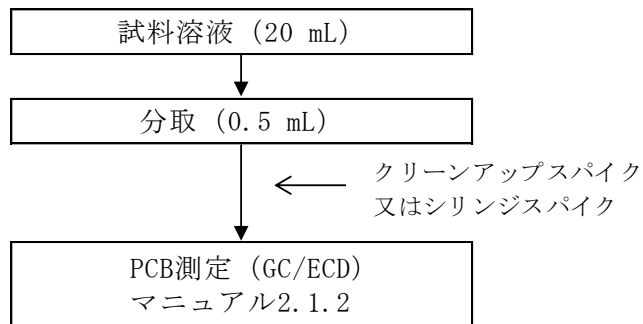 試料溶液 (20 mL)
分取 (0.5 mL)
クリーンアップスパイク
又はシリンジスパイク
PCB測定 (GC/ECD)
マニュアル2.1.2